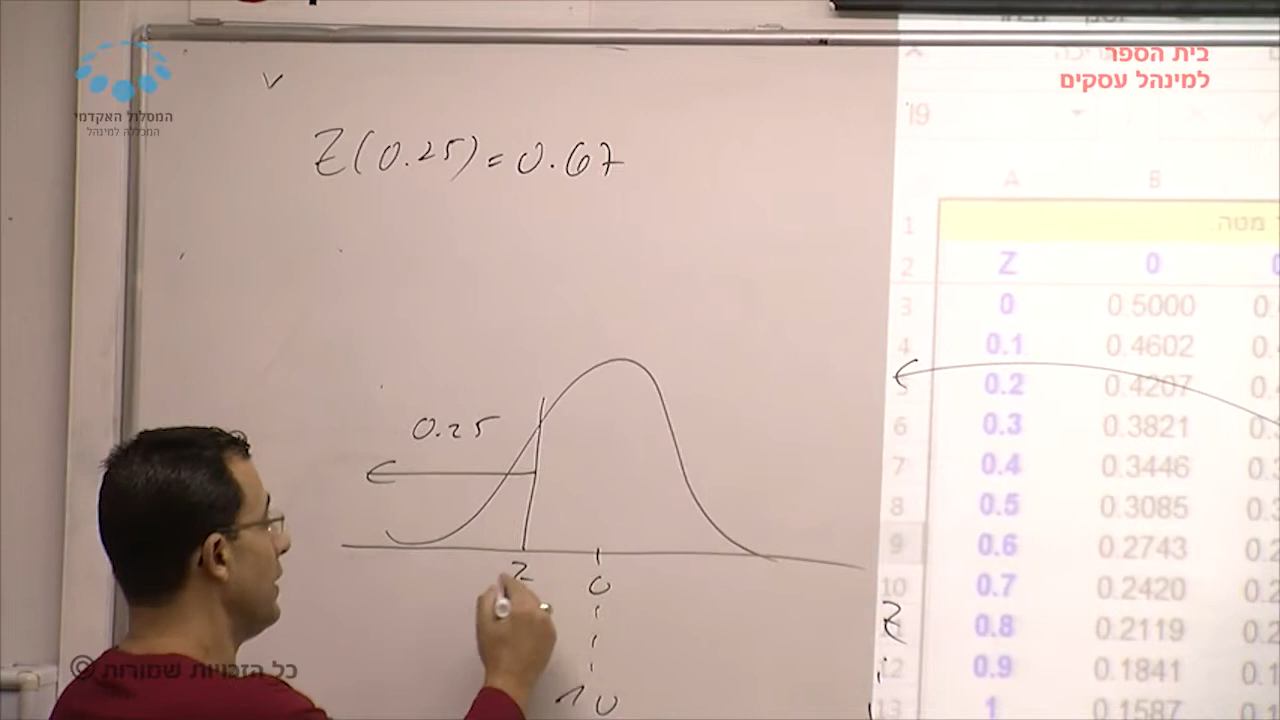 המסלול האקדמי
המכללה למינהל
בית הספר
למינהל עסקים
Z(0.25)=0.67
0.25
Z
0
10
Z
I9
A B
1 מטה.
2 Z 0
3 0 0.5000
4 0.1 0.4602
0.2 0.4207
6 0.3 0.3821
7 0.4 0.3446
8 0.5 0.3085
9 0.6 0.2743
10 0.7 0.2420
0.8 0.2119
12 0.9 0.1841
13 1 0.1587
כל הזכויות שמורות ©